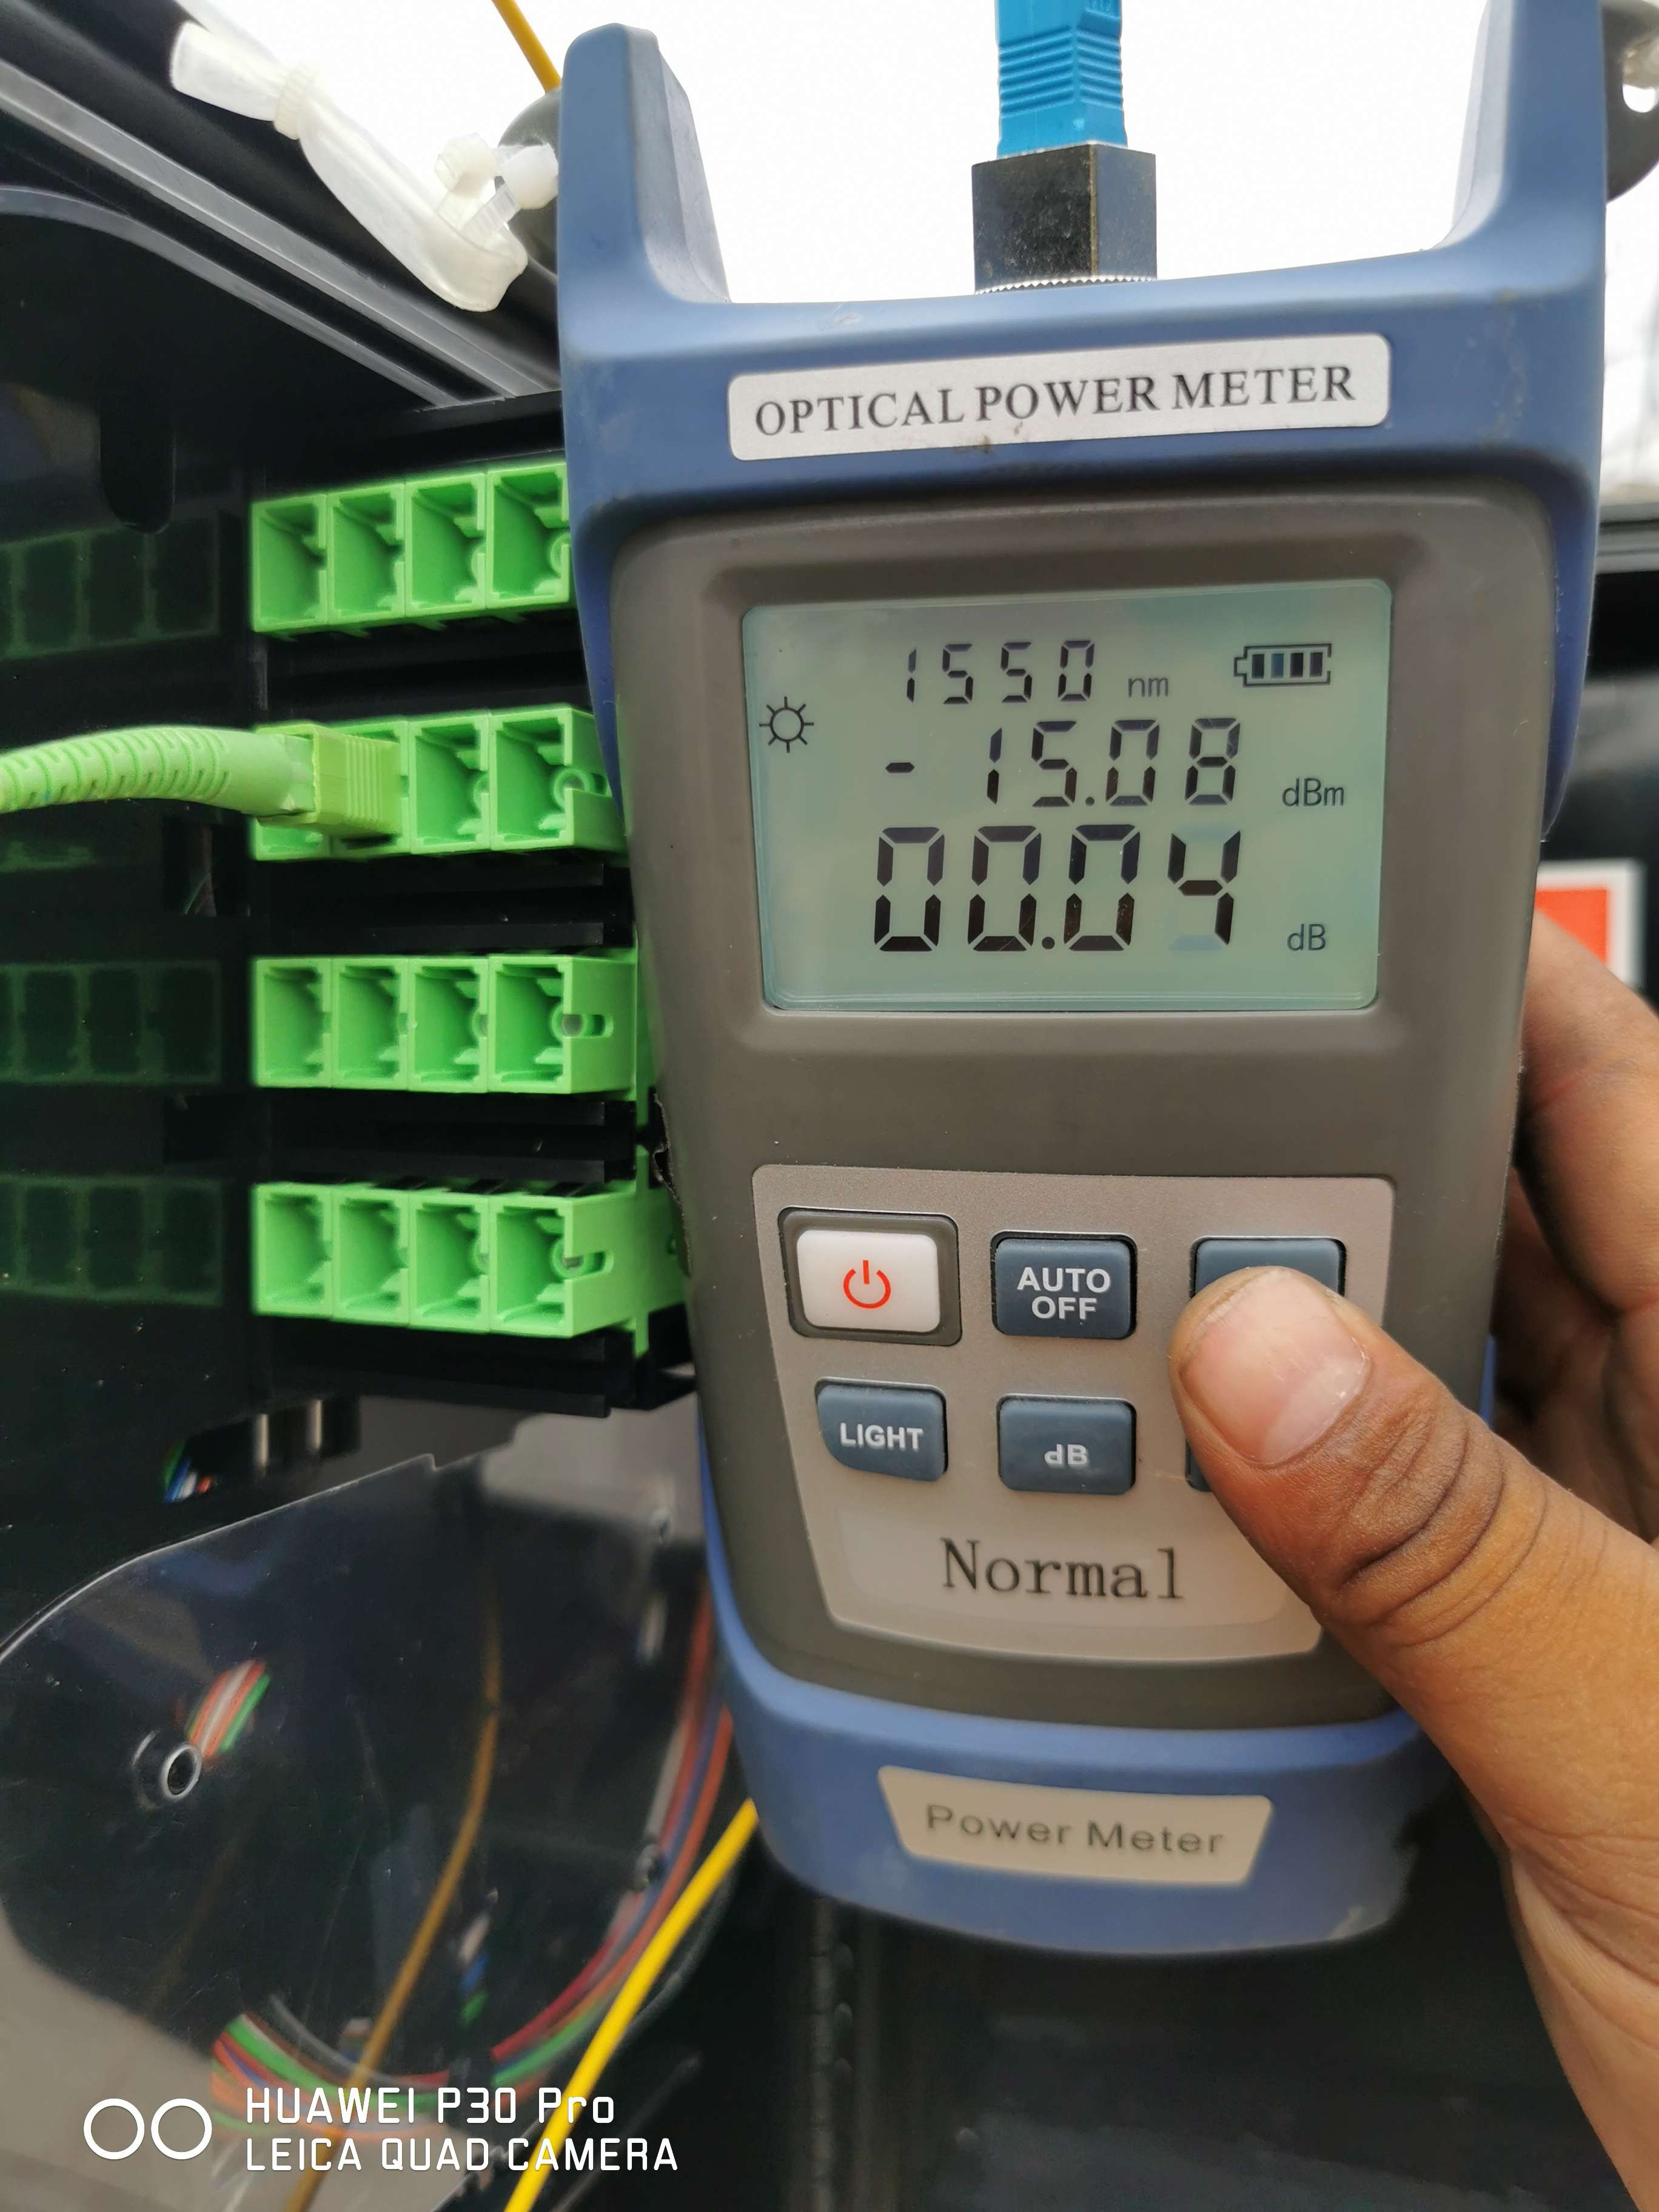 OPTICAL POWER METER
1550 nm
-15.08 dBm
00.04 dB
AUTO
OFF
LIGHT
dB
Normal
Power Meter
HUAWEI P30 Pro
LEICA QUAD CAMERA